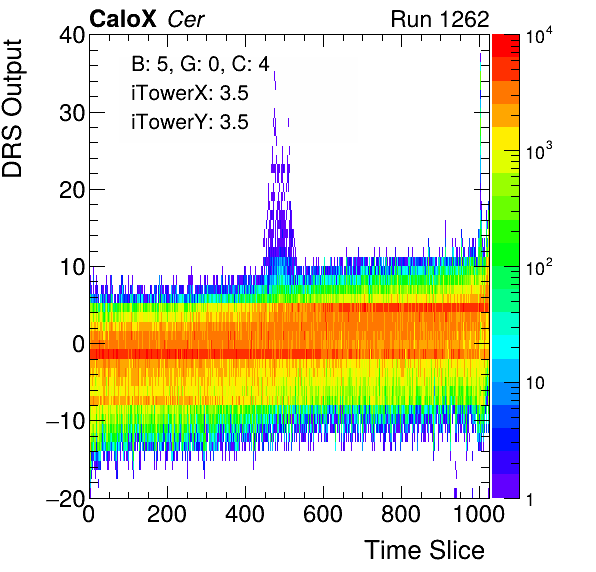 CaloX Cer Run 1262
B: 5, G: 0, C: 4
iTowerX: 3.5
iTowerY: 3.5
DRS Output
40
30
20
10
0
−10
−20
0 200 400 600 800 1000
Time Slice
10⁴
10³
10²
10
1